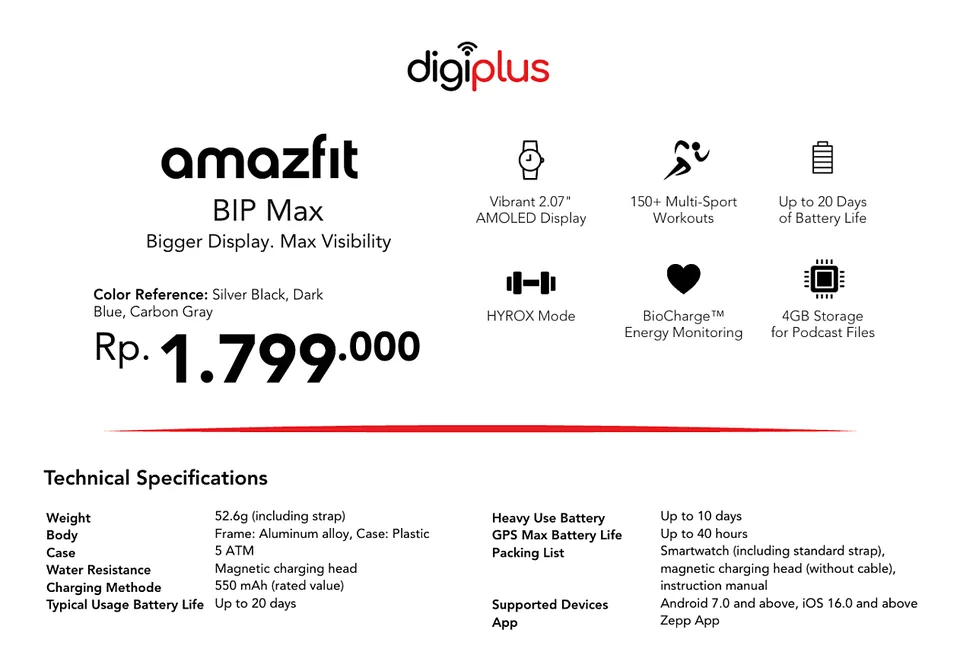 digiplus
amazfit
BIP Max
Bigger Display. Max Visibility
Color Reference: Silver Black, Dark
Blue, Carbon Gray
Rp. 1.799.000
Vibrant 2.07"
AMOLED Display
150+ Multi-Sport
Workouts
Up to 20 Days
of Battery Life
HYROX Mode
BioCharge™
Energy Monitoring
4GB Storage
for Podcast Files
Technical Specifications
Weight 52.6g (including strap)
Body Frame: Aluminum alloy, Case: Plastic
Case 5 ATM
Water Resistance Magnetic charging head
Charging Methode 550 mAh (rated value)
Typical Usage Battery Life Up to 20 days
Heavy Use Battery Up to 10 days
GPS Max Battery Life Up to 40 hours
Packing List Smartwatch (including standard strap),
magnetic charging head (without cable),
instruction manual
Supported Devices Android 7.0 and above, iOS 16.0 and above
App Zepp App